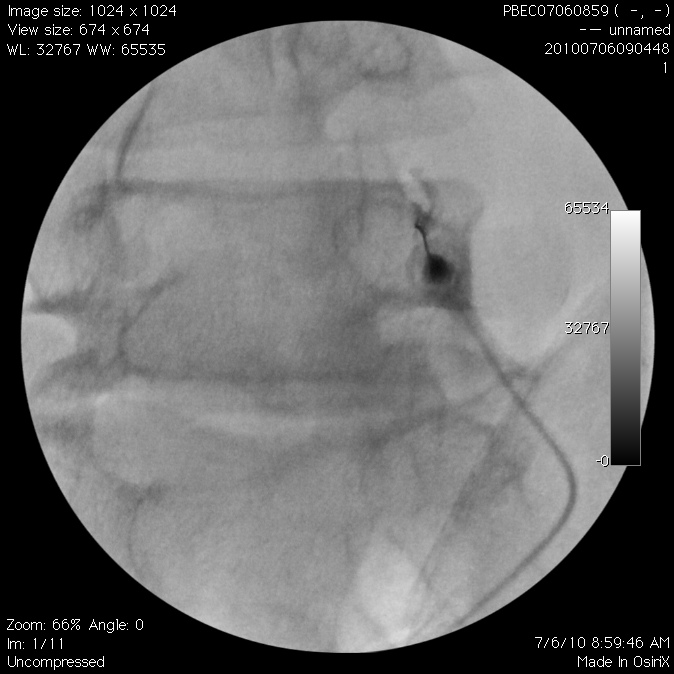 Image size: 1024 x 1024
View size: 674 x 674
WL: 32767 WW: 65535
PBEC07060859 ( -, -)
-- unnamed
20100706090448
1
65534
32767
-0
Zoom: 66% Angle: 0
Im: 1/11
Uncompressed
7/6/10 8:59:46 AM
Made In OsiriX